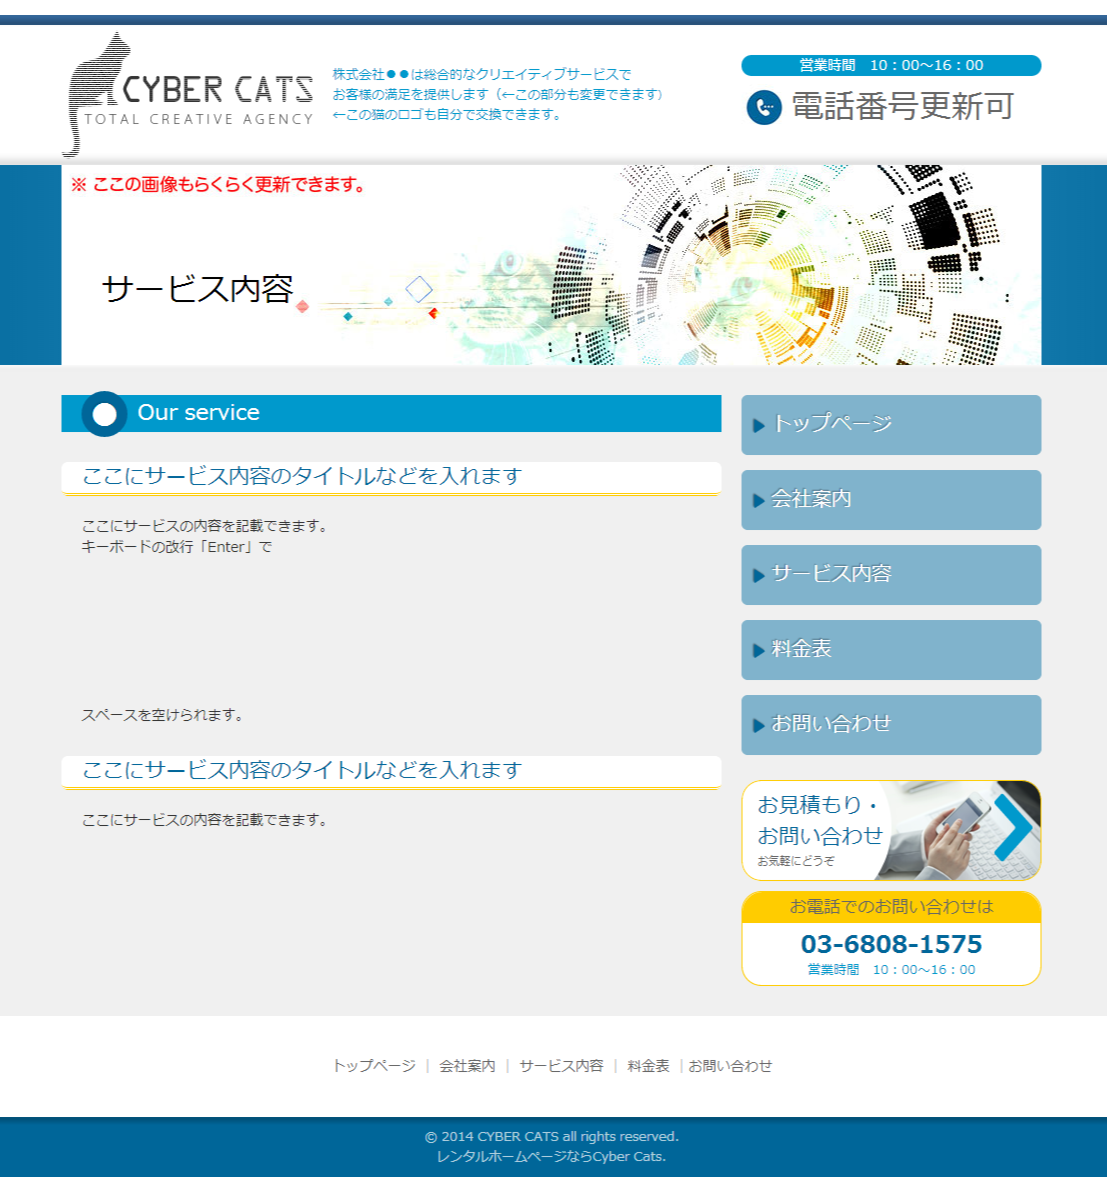 CYBER CATS
TOTAL CREATIVE AGENCY
株式会社●●は総合的なクリエイティブサービスで
お客様の満足を提供します（←この部分も変更できます）
←この猫のロゴも自分で交換できます。
営業時間　10：00～16：00
電話番号更新可
※ ここの画像もらくらく更新できます。
サービス内容
Our service
ここにサービス内容のタイトルなどを入れます
ここにサービスの内容を記載できます。
キーボードの改行「Enter」で
スペースを空けられます。
ここにサービス内容のタイトルなどを入れます
ここにサービスの内容を記載できます。
トップページ
会社案内
サービス内容
料金表
お問い合わせ
お見積もり・
お問い合わせ
お気軽にどうぞ
お電話でのお問い合わせは
03-6808-1575
営業時間　10：00～16：00
トップページ ｜ 会社案内 ｜ サービス内容 ｜ 料金表 ｜お問い合わせ
© 2014 CYBER CATS all rights reserved.
レンタルホームページならCyber Cats.